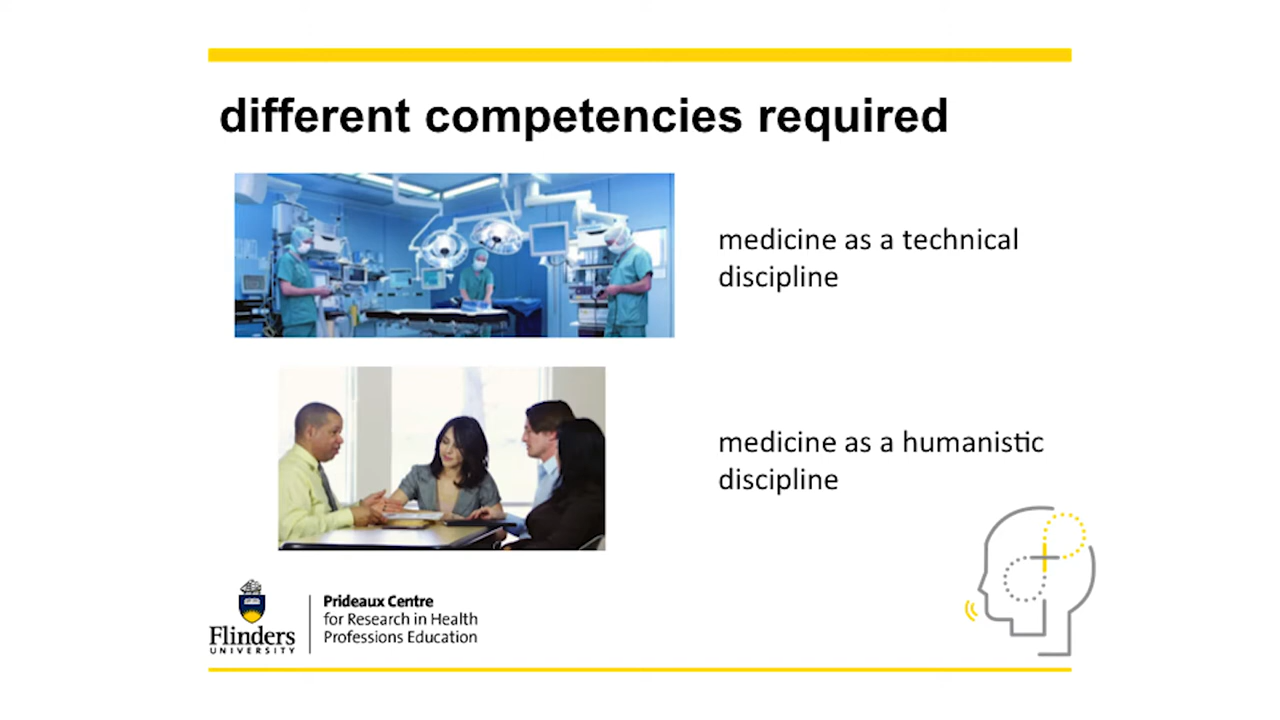 different competencies required
medicine as a technical
discipline
medicine as a humanistic
discipline
Flinders
UNIVERSITY
Prideaux Centre
for Research in Health
Professions Education